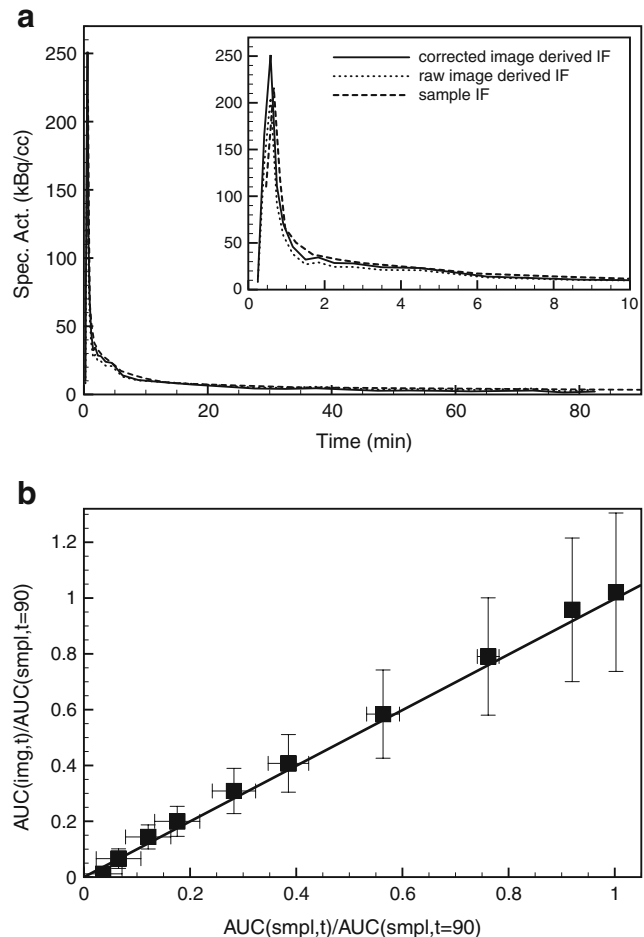 a
250
200
150
100
50
0
Spec. Act. (kBq/cc)
250
200
150
100
50
0
corrected image derived IF
raw image derived IF
sample IF
0 2 4 6 8 10
0 20 40 60 80
Time (min)
b
1.2
1
0.8
0.6
0.4
0.2
0
AUC(img,t)/AUC(smpl,t=90)
0 0.2 0.4 0.6 0.8 1
AUC(smpl,t)/AUC(smpl,t=90)